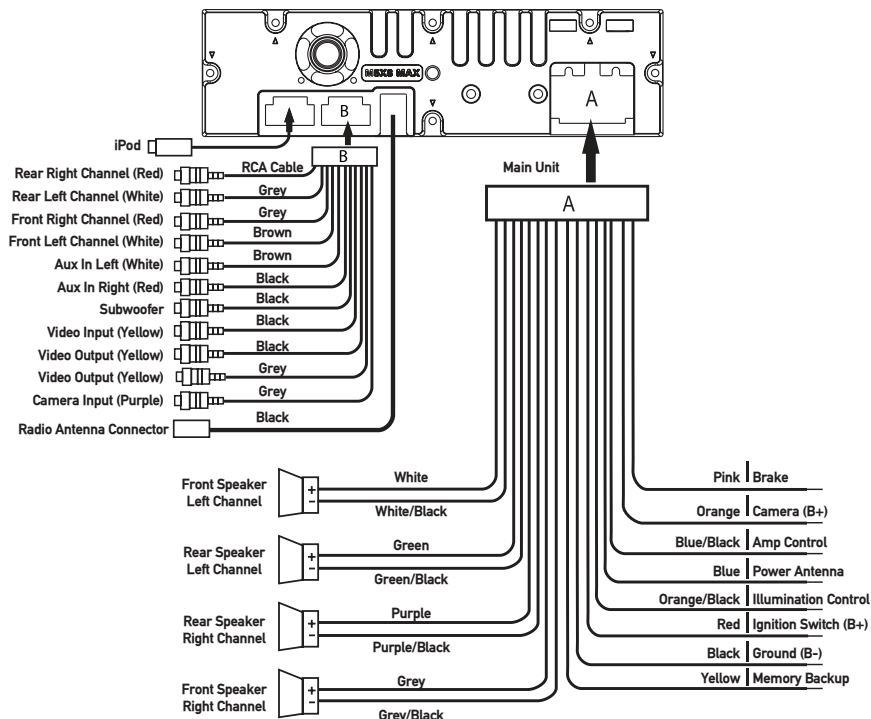 M5X6 MAX
B
A
iPod
B
Main Unit
A
RCA Cable
Rear Right Channel (Red)
Rear Left Channel (White)
Grey
Front Right Channel (Red)
Grey
Front Left Channel (White)
Brown
Aux In Left (White)
Brown
Aux In Right (Red)
Black
Subwoofer
Black
Video Input (Yellow)
Black
Video Output (Yellow)
Black
Video Output (Yellow)
Grey
Camera Input (Purple)
Grey
Radio Antenna Connector
Black
Front Speaker
Left Channel
+
−
White
White/Black
Rear Speaker
Left Channel
+
−
Green
Green/Black
Rear Speaker
Right Channel
+
−
Purple
Purple/Black
Front Speaker
Right Channel
+
−
Grey
Grey/Black
Pink | Brake
Orange | Camera (B+)
Blue/Black | Amp Control
Blue | Power Antenna
Orange/Black | Illumination Control
Red | Ignition Switch (B+)
Black | Ground (B-)
Yellow | Memory Backup